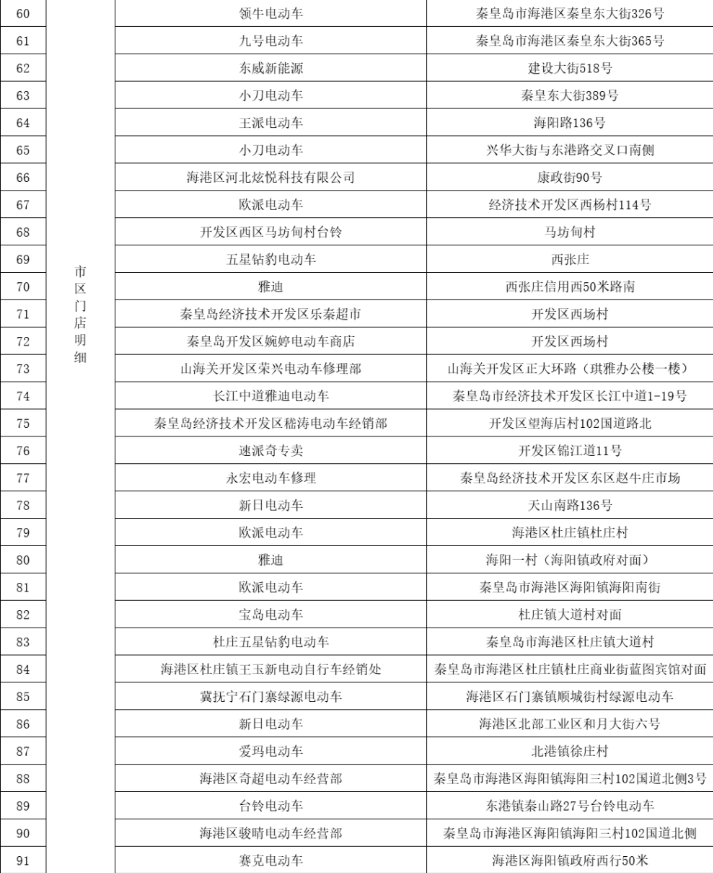 60 领牛电动车 秦皇岛市海港区秦皇东大街326号
61 九号电动车 秦皇岛市海港区秦皇东大街365号
62 东威新能源 建设大街518号
63 小刀电动车 秦皇东大街389号
64 王派电动车 海阳路136号
65 小刀电动车 兴华大街与东港路交叉口南侧
66 海港区河北炫悦科技有限公司 康政街90号
67 欧派电动车 经济技术开发区西杨村114号
68 开发区西区马坊甸村台铃 马坊甸村
69 五星钻豹电动车 西张庄
市区门店明细
70 雅迪 西张庄信用西50米路南
71 秦皇岛经济技术开发区乐秦超市 开发区西场村
72 秦皇岛开发区婉婷电动车商店 开发区西场村
73 山海关开发区荣兴电动车修理部 山海关开发区正大环路（琪雅办公楼一楼）
74 长江中道雅迪电动车 秦皇岛市经济技术开发区长江中道1-19号
75 秦皇岛经济技术开发区嵇涛电动车经销部 开发区望海店村102国道路北
76 速派奇专卖 开发区锦江道11号
77 永宏电动车修理 秦皇岛经济技术开发区东区赵牛庄市场
78 新日电动车 天山南路136号
79 欧派电动车 海港区杜庄镇杜庄村
80 雅迪 海阳一村（海阳镇政府对面）
81 欧派电动车 秦皇岛市海港区海阳镇海阳南街
82 宝岛电动车 杜庄镇大道村对面
83 杜庄五星钻豹电动车 秦皇岛市海港区杜庄镇大道村
84 海港区杜庄镇王玉新电动自行车经销处 秦皇岛市海港区杜庄镇杜庄商业街蓝图宾馆对面
85 冀抚宁石门寨绿源电动车 海港区石门寨镇顺城街村绿源电动车
86 新日电动车 海港区北部工业区和月大街六号
87 爱玛电动车 北港镇徐庄村
88 海港区奇超电动车经营部 秦皇岛市海港区海阳镇海阳三村102国道北侧3号
89 台铃电动车 东港镇秦山路27号台铃电动车
90 海港区骏晴电动车经营部 秦皇岛市海港区海阳镇海阳三村102国道北侧
91 赛克电动车 海港区海阳镇政府西行50米